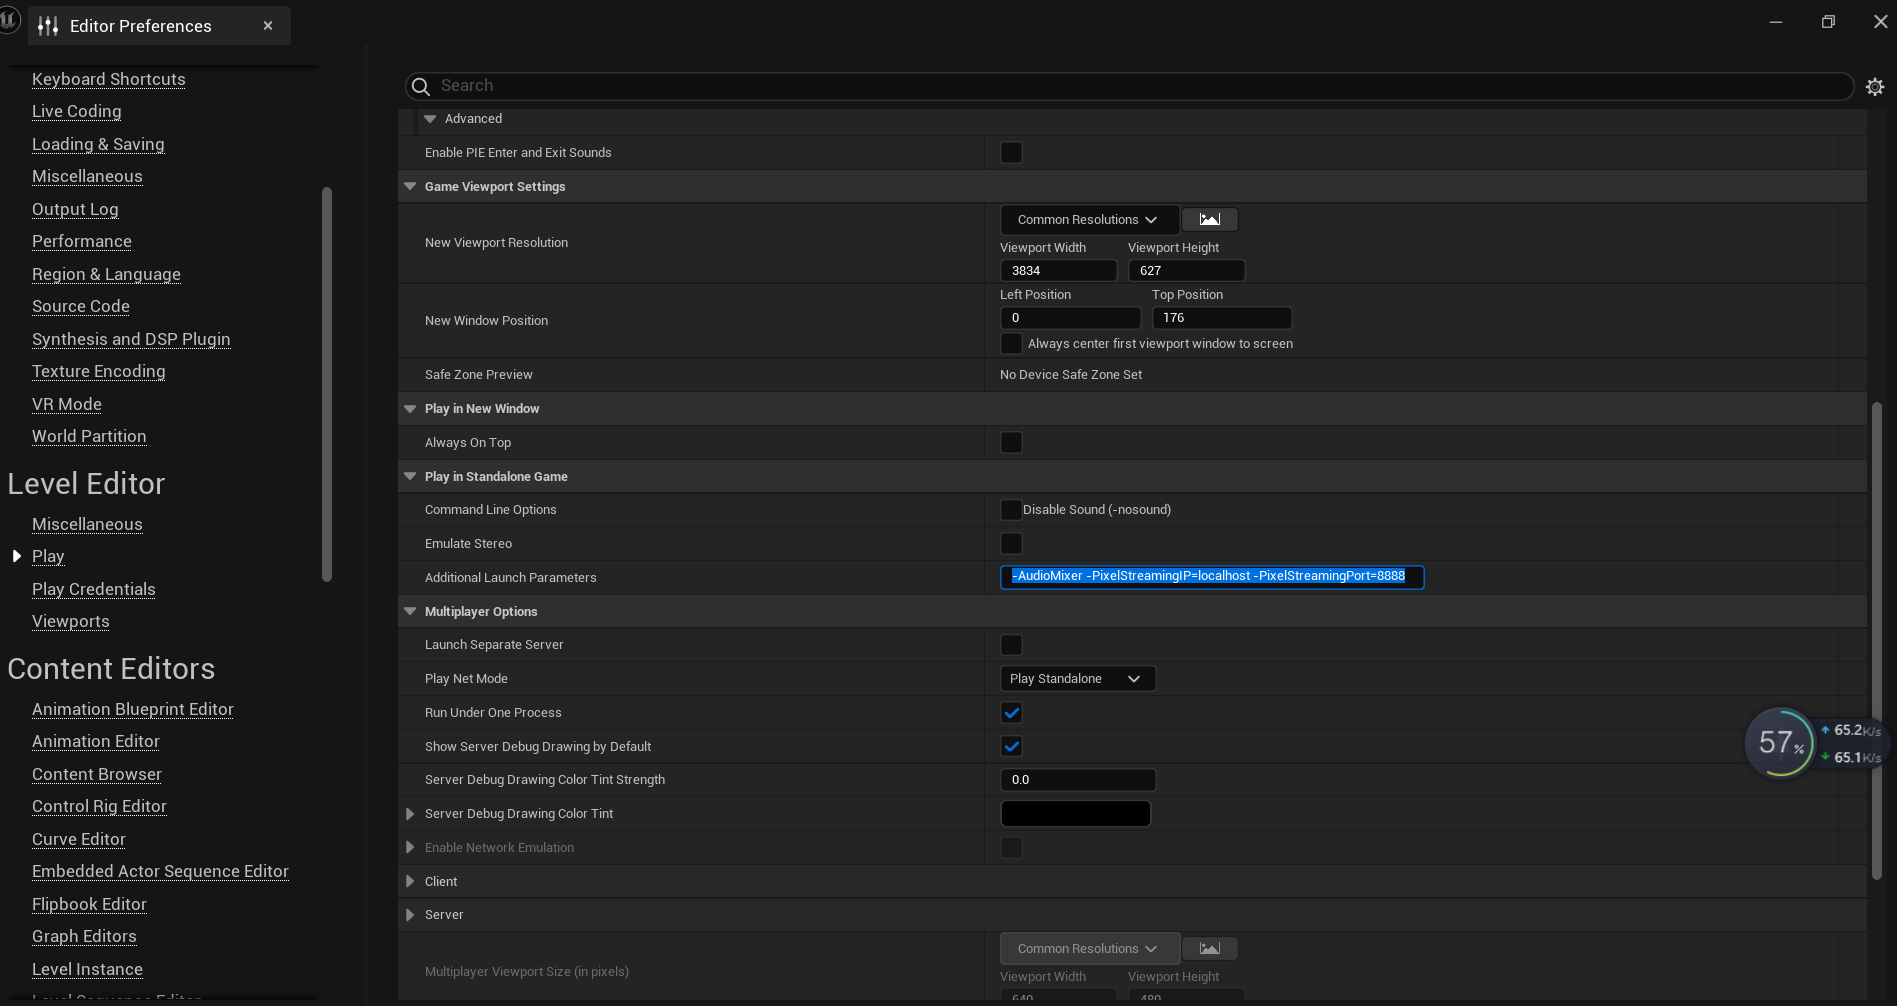 Editor Preferences
Keyboard Shortcuts
Live Coding
Loading & Saving
Miscellaneous
Output Log
Performance
Region & Language
Source Code
Synthesis and DSP Plugin
Texture Encoding
VR Mode
World Partition
Level Editor
Miscellaneous
Play
Play Credentials
Viewports
Content Editors
Animation Blueprint Editor
Animation Editor
Content Browser
Control Rig Editor
Curve Editor
Embedded Actor Sequence Editor
Flipbook Editor
Graph Editors
Level Instance
Level Sequence Editor
Search
Advanced
Enable PIE Enter and Exit Sounds
Game Viewport Settings
New Viewport Resolution
Common Resolutions
Viewport Width Viewport Height
3834 627
New Window Position
Left Position Top Position
0 176
Always center first viewport window to screen
Safe Zone Preview No Device Safe Zone Set
Play in New Window
Always On Top
Play in Standalone Game
Command Line Options Disable Sound (-nosound)
Emulate Stereo
Additional Launch Parameters -AudioMixer -PixelStreamingIP=localhost -PixelStreamingPort=8888
Multiplayer Options
Launch Separate Server
Play Net Mode Play Standalone
Run Under One Process
Show Server Debug Drawing by Default
Server Debug Drawing Color Tint Strength 0.0
Server Debug Drawing Color Tint
Enable Network Emulation
Client
Server
Multiplayer Viewport Size (in pixels)
Common Resolutions
Viewport Width Viewport Height
640 480
57%
65.2K/s
65.1K/s